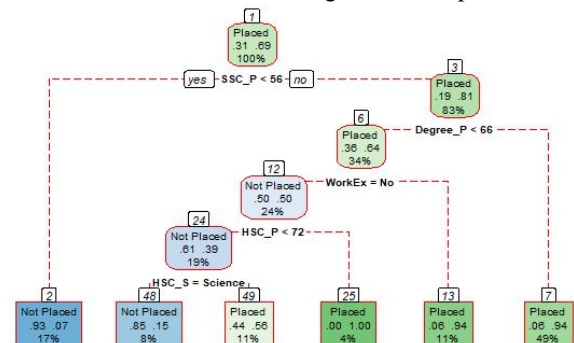 1
Placed
.31 .69
100%
yes SSC_P < 56 no
3
Placed
.19 .81
83%
Degree_P < 66
6
Placed
.36 .64
34%
WorkEx = No
12
Not Placed
.50 .50
24%
HSC_P < 72
24
Not Placed
.61 .39
19%
HSC_S = Science
2
Not Placed
.93 .07
17%
48
Not Placed
.85 .15
8%
49
Placed
.44 .56
11%
25
Placed
.00 1.00
4%
13
Placed
.06 .94
11%
7
Placed
.06 .94
49%